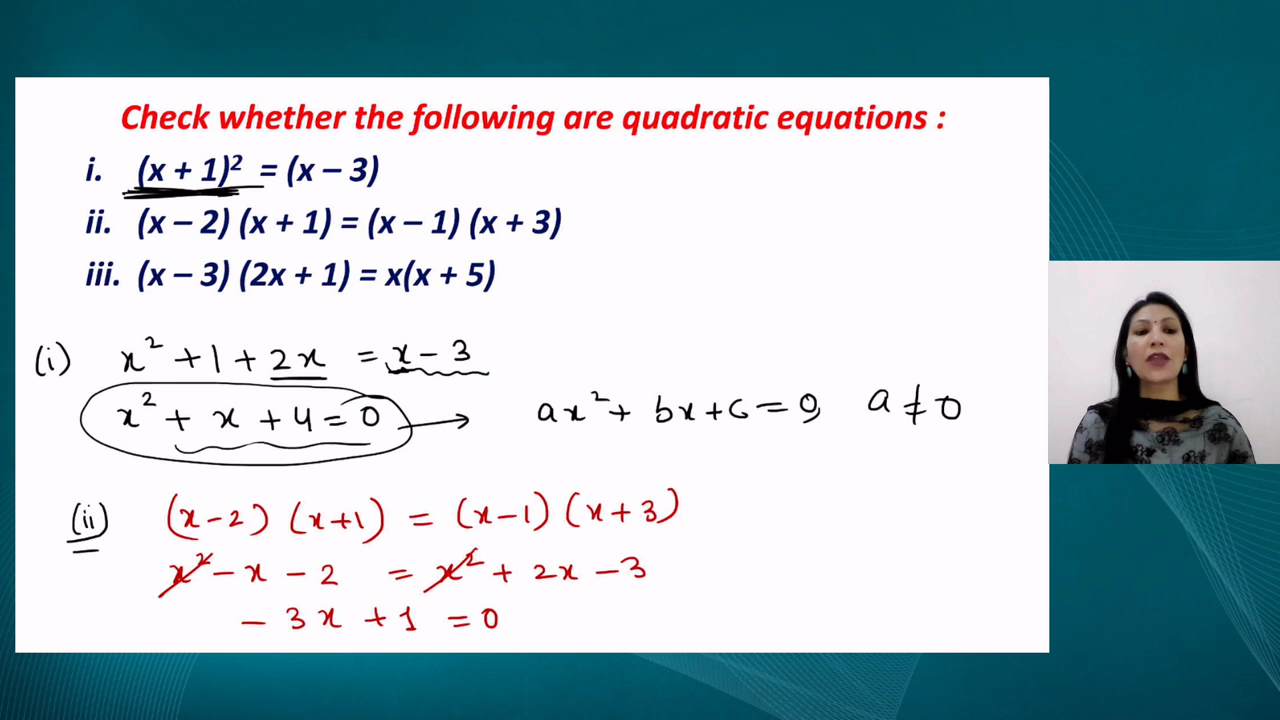 Check whether the following are quadratic equations :
i. (x + 1)² = (x – 3)
ii. (x – 2) (x + 1) = (x – 1) (x + 3)
iii. (x – 3) (2x + 1) = x(x + 5)
(i) x² + 1 + 2x = x – 3
x² + x + 4 = 0 → ax² + bx + c = 0, a ≠ 0
(ii) (x – 2) (x + 1) = (x – 1) (x + 3)
x² – x – 2 = x² + 2x – 3
– 3x + 1 = 0